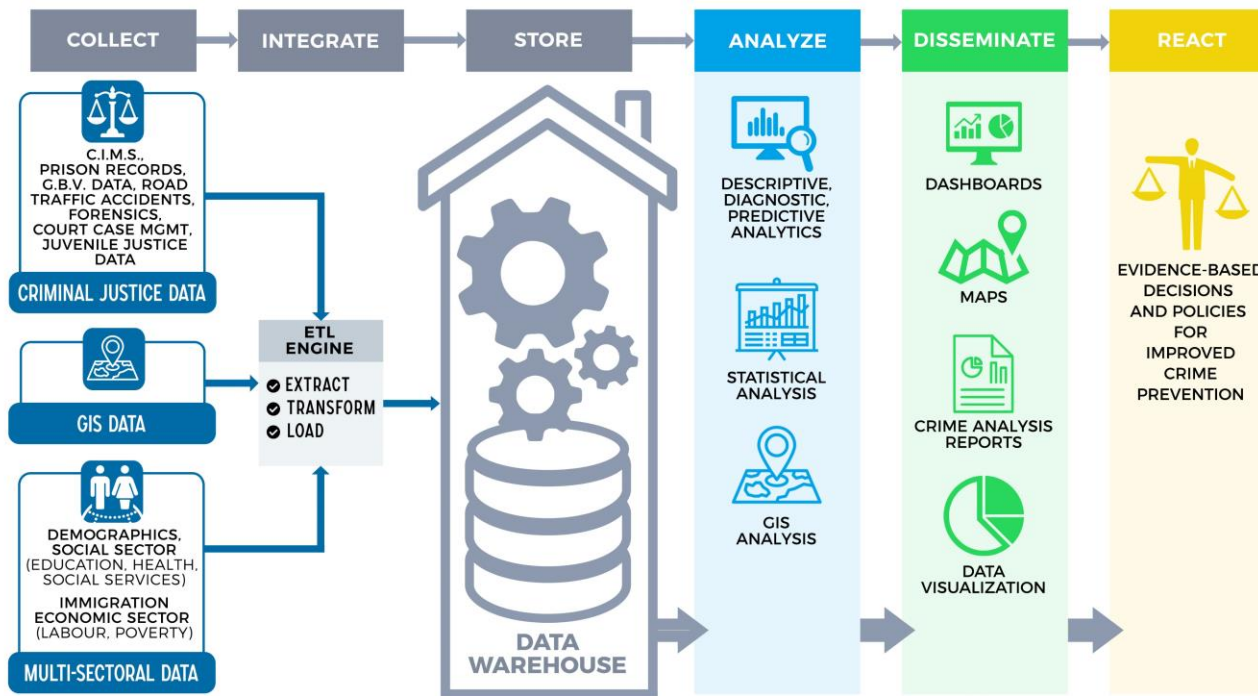 COLLECT
INTEGRATE
STORE
ANALYZE
DISSEMINATE
REACT
C.I.M.S.,
PRISON RECORDS,
G.B.V. DATA, ROAD
TRAFFIC ACCIDENTS,
FORENSICS,
COURT CASE MGMT,
JUVENILE JUSTICE
DATA
CRIMINAL JUSTICE DATA
GIS DATA
DEMOGRAPHICS,
SOCIAL SECTOR
(EDUCATION, HEALTH,
SOCIAL SERVICES)
IMMIGRATION
ECONOMIC SECTOR
(LABOUR, POVERTY)
MULTI-SECTORAL DATA
ETL
ENGINE
EXTRACT
TRANSFORM
LOAD
DATA
WAREHOUSE
DESCRIPTIVE,
DIAGNOSTIC,
PREDICTIVE
ANALYTICS
STATISTICAL
ANALYSIS
GIS
ANALYSIS
DASHBOARDS
MAPS
CRIME ANALYSIS
REPORTS
DATA
VISUALIZATION
EVIDENCE-BASED
DECISIONS
AND POLICIES
FOR
IMPROVED
CRIME
PREVENTION